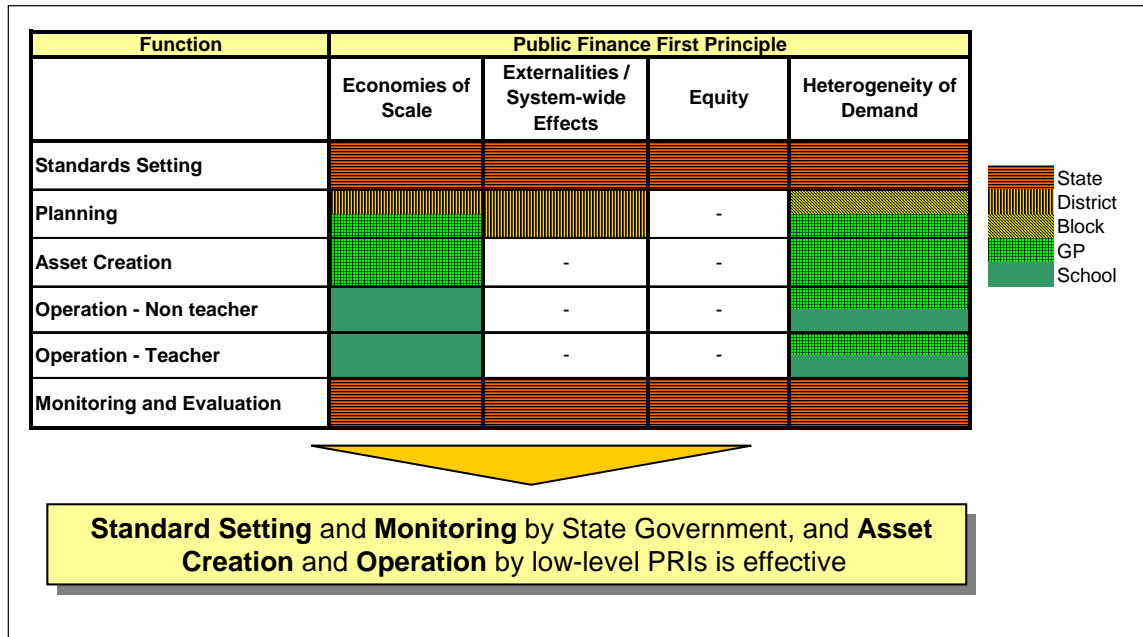 Function Public Finance First Principle
Economies of Scale Externalities / System-wide Effects Equity Heterogeneity of Demand
Standards Setting
Planning -
Asset Creation - -
Operation - Non teacher - -
Operation - Teacher - -
Monitoring and Evaluation
State
District
Block
GP
School
Standard Setting and Monitoring by State Government, and Asset
Creation and Operation by low-level PRIs is effective